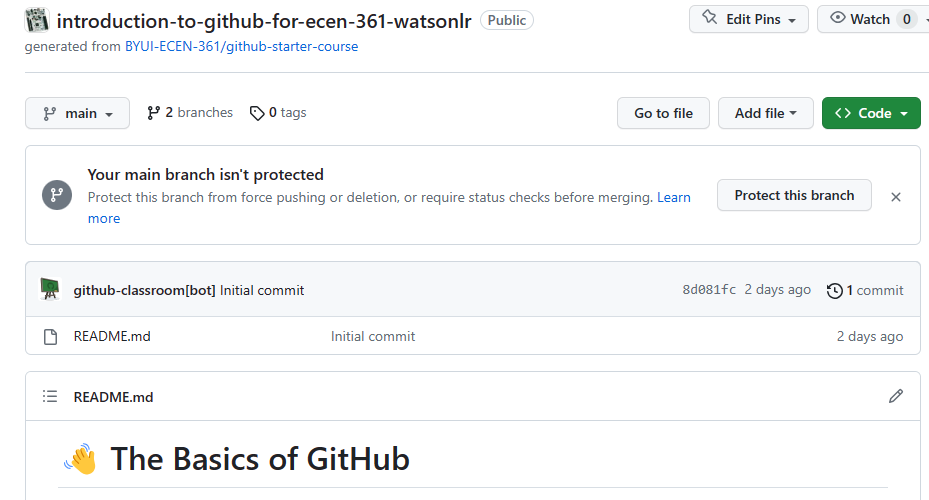 introduction-to-github-for-ecen-361-watsonlr Public Edit Pins Watch 0
generated from BYUI-ECEN-361/github-starter-course
main 2 branches 0 tags Go to file Add file Code
Your main branch isn't protected
Protect this branch from force pushing or deletion, or require status checks before merging. Learn
more
Protect this branch
github-classroom[bot] Initial commit 8d081fc 2 days ago 1 commit
README.md Initial commit 2 days ago
README.md
The Basics of GitHub